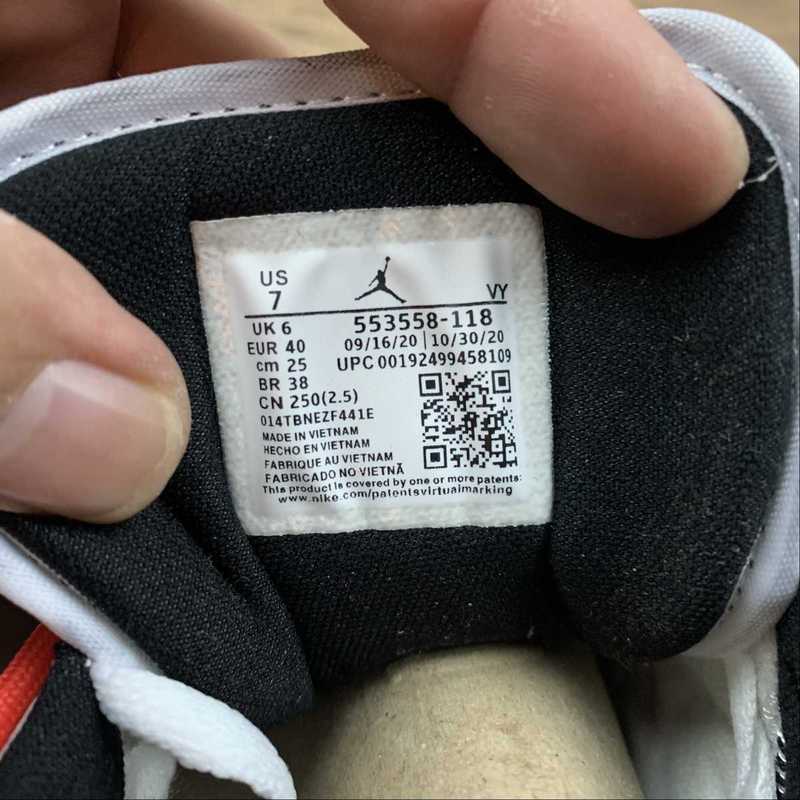 US
7
VY
UK 6
553558-118
EUR 40
09/16/20 | 10/30/20
cm 25
UPC 00192499458109
BR 38
CN 250(2.5)
014TBNEZF441E
MADE IN VIETNAM
HECHO EN VIETNAM
FABRIQUE AU VIETNAM
FABRICADO NO VIETNÃ
This product is covered by one or more patents:
www.nike.com/patentsvirtualmarking